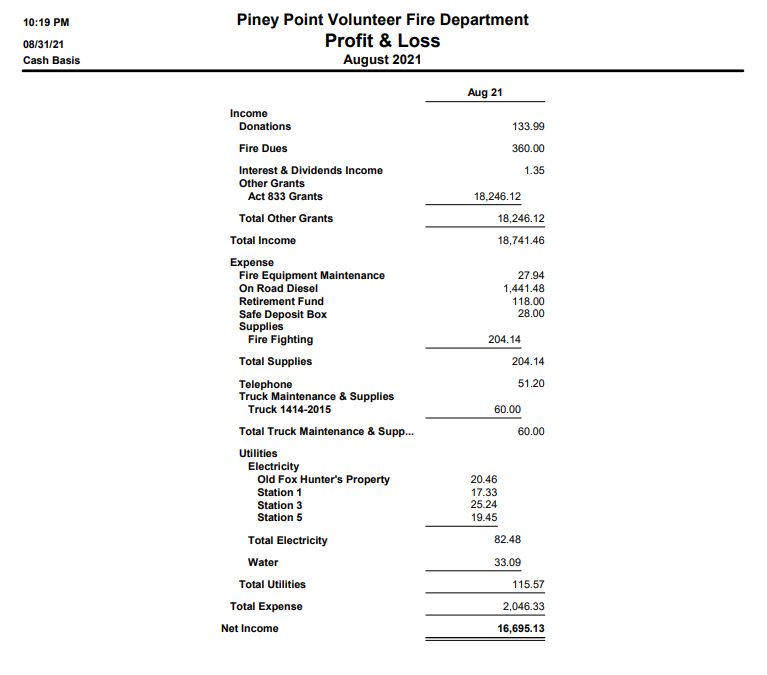 10:19 PM
Piney Point Volunteer Fire Department
08/31/21
Profit & Loss
Cash Basis
August 2021
Aug 21
Income
Donations 133.99
Fire Dues 360.00
Interest & Dividends Income 1.35
Other Grants
Act 833 Grants 18,246.12
Total Other Grants 18,246.12
Total Income 18,741.46
Expense
Fire Equipment Maintenance 27.94
On Road Diesel 1,441.48
Retirement Fund 118.00
Safe Deposit Box 28.00
Supplies
Fire Fighting 204.14
Total Supplies 204.14
Telephone 51.20
Truck Maintenance & Supplies
Truck 1414-2015 60.00
Total Truck Maintenance & Supp... 60.00
Utilities
Electricity
Old Fox Hunter's Property 20.46
Station 1 17.33
Station 3 25.24
Station 5 19.45
Total Electricity 82.48
Water 33.09
Total Utilities 115.57
Total Expense 2,046.33
Net Income 16,695.13